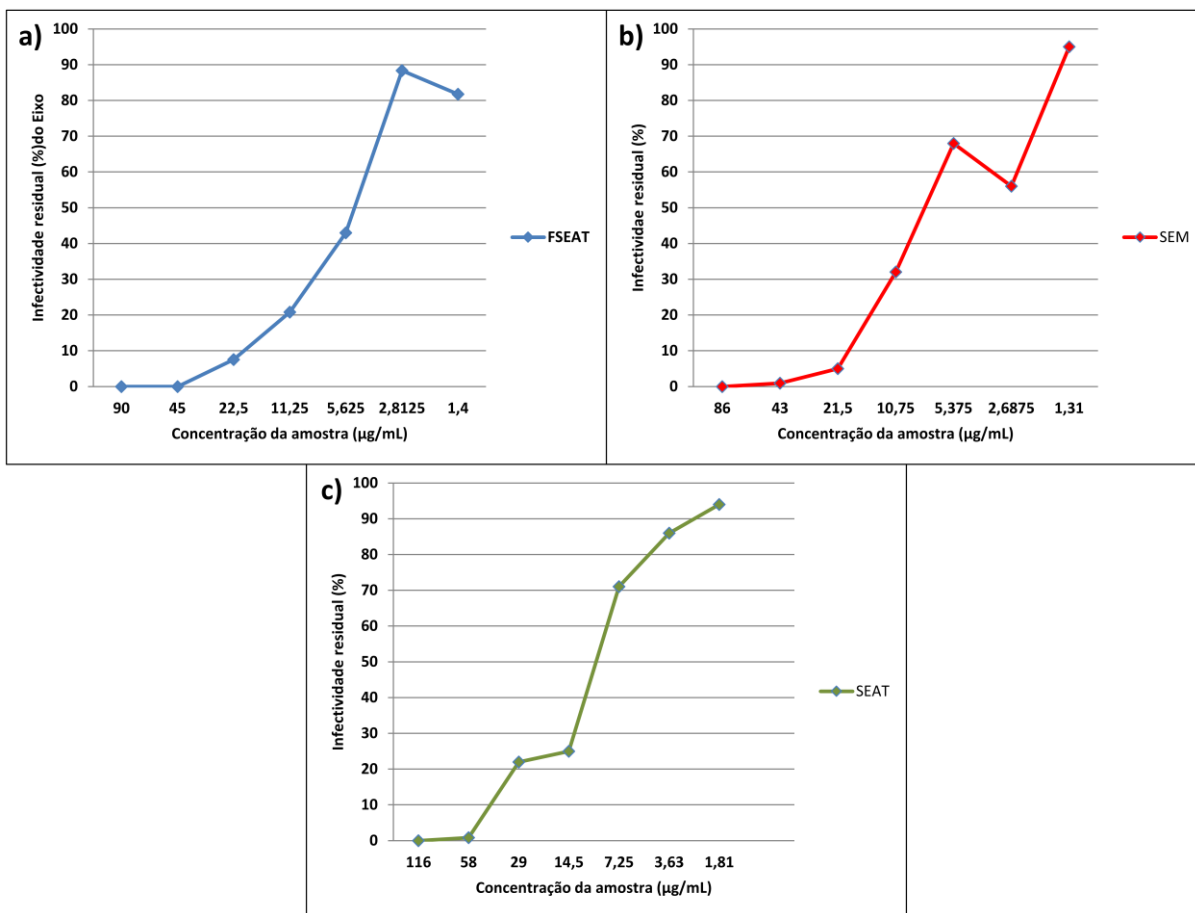 a)
Infectividade residual (%)do Eixo
100
90
80
70
60
50
40
30
20
10
0
90 45 22,5 11,25 5,625 2,8125 1,4
Concentração da amostra (µg/mL)
FSEAT
b)
Infectividae residual (%)
100
90
80
70
60
50
40
30
20
10
0
86 43 21,5 10,75 5,375 2,6875 1,31
Concentração da amostra (µg/mL)
SEM
c)
Infectividade residual (%)
100
90
80
70
60
50
40
30
20
10
0
116 58 29 14,5 7,25 3,63 1,81
Concentração da amostra (µg/mL)
SEAT